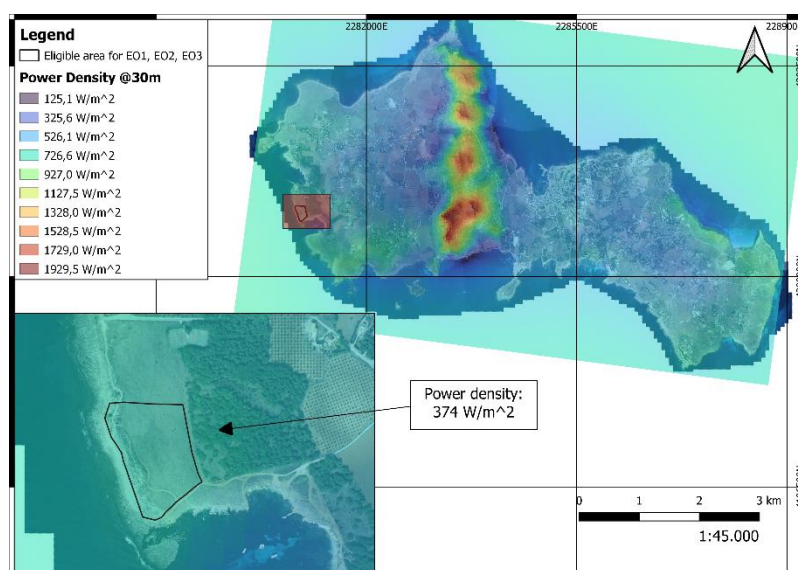 Legend
Eligible area for EO1, EO2, EO3
Power Density @30m
125,1 W/m^2
325,6 W/m^2
526,1 W/m^2
726,6 W/m^2
927,0 W/m^2
1127,5 W/m^2
1328,0 W/m^2
1528,5 W/m^2
1729,0 W/m^2
1929,5 W/m^2
2282000E
2285500E
Power density:
374 W/m^2
0 1 2 3 km
1:45.000